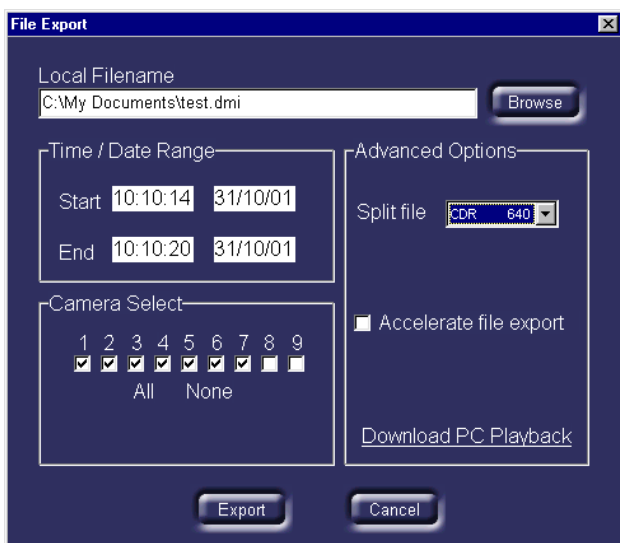 File Export
Local Filename
C:\My Documents\test.dmi
Browse
Time / Date Range
Start 10:10:14 31/10/01
End 10:10:20 31/10/01
Camera Select
1 2 3 4 5 6 7 8 9
All None
Advanced Options
Split file CDR 640
Accelerate file export
Download PC Playback
Export Cancel